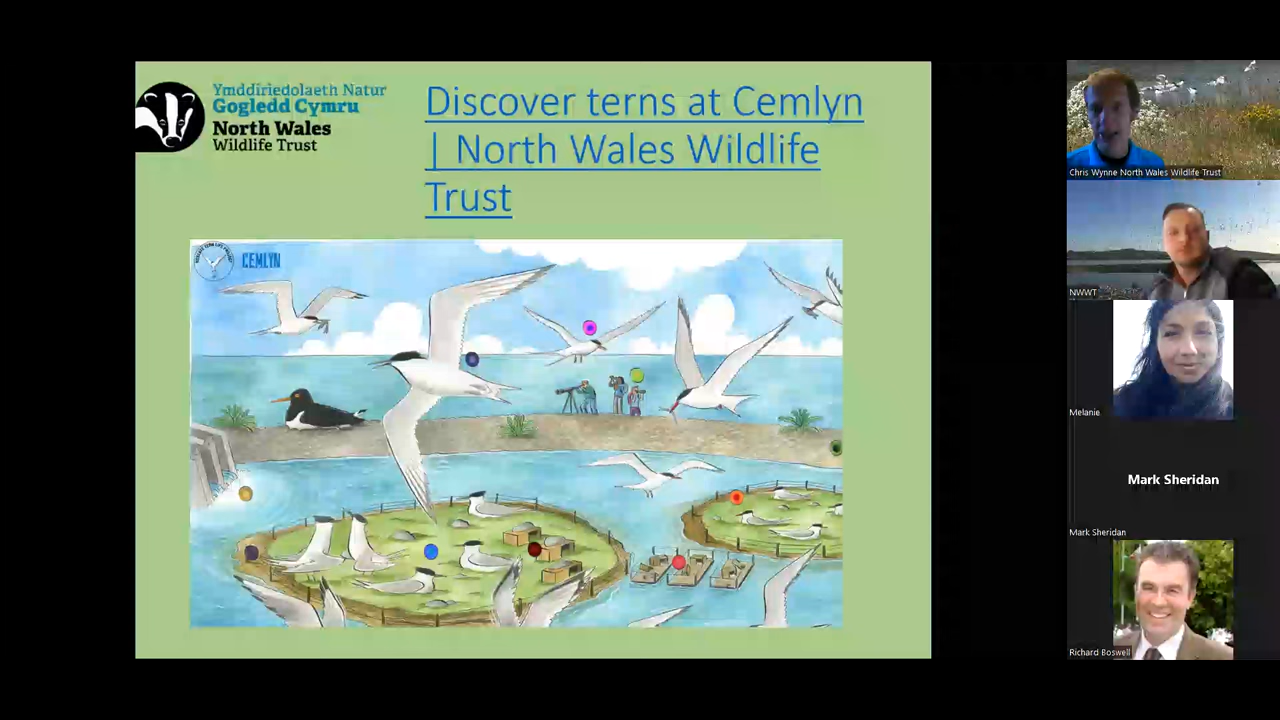 Ymddiriedolaeth Natur
Gogledd Cymru
North Wales
Wildlife Trust
Discover terns at Cemlyn
| North Wales Wildlife
Trust
CEMLYN
Chris Wynne North Wales Wildlife Trust
NWWT
Melanie
Mark Sheridan
Mark Sheridan
Richard Boswell